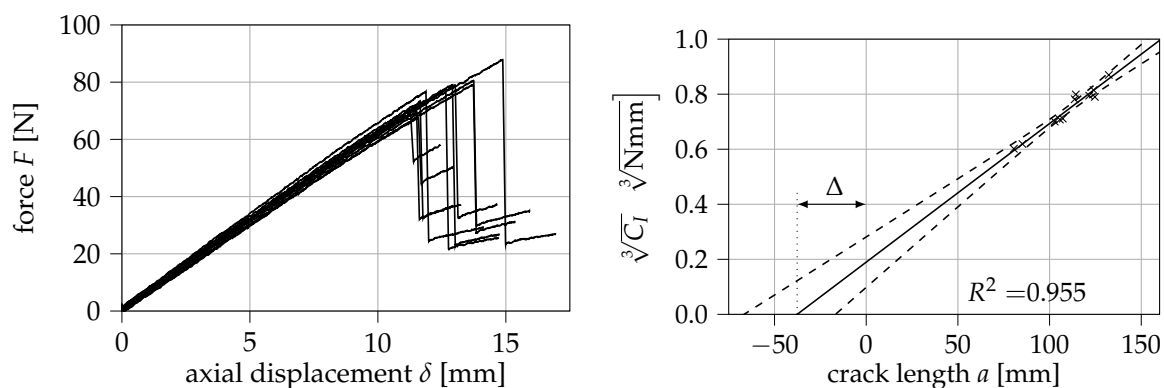 100
80
60
40
20
0
force F [N]
0 5 10 15
axial displacement δ [mm]
1.0
0.8
0.6
0.4
0.2
0.0
∛C_I [∛Nmm]
Δ
R² =0.955
−50 0 50 100 150
crack length a [mm]